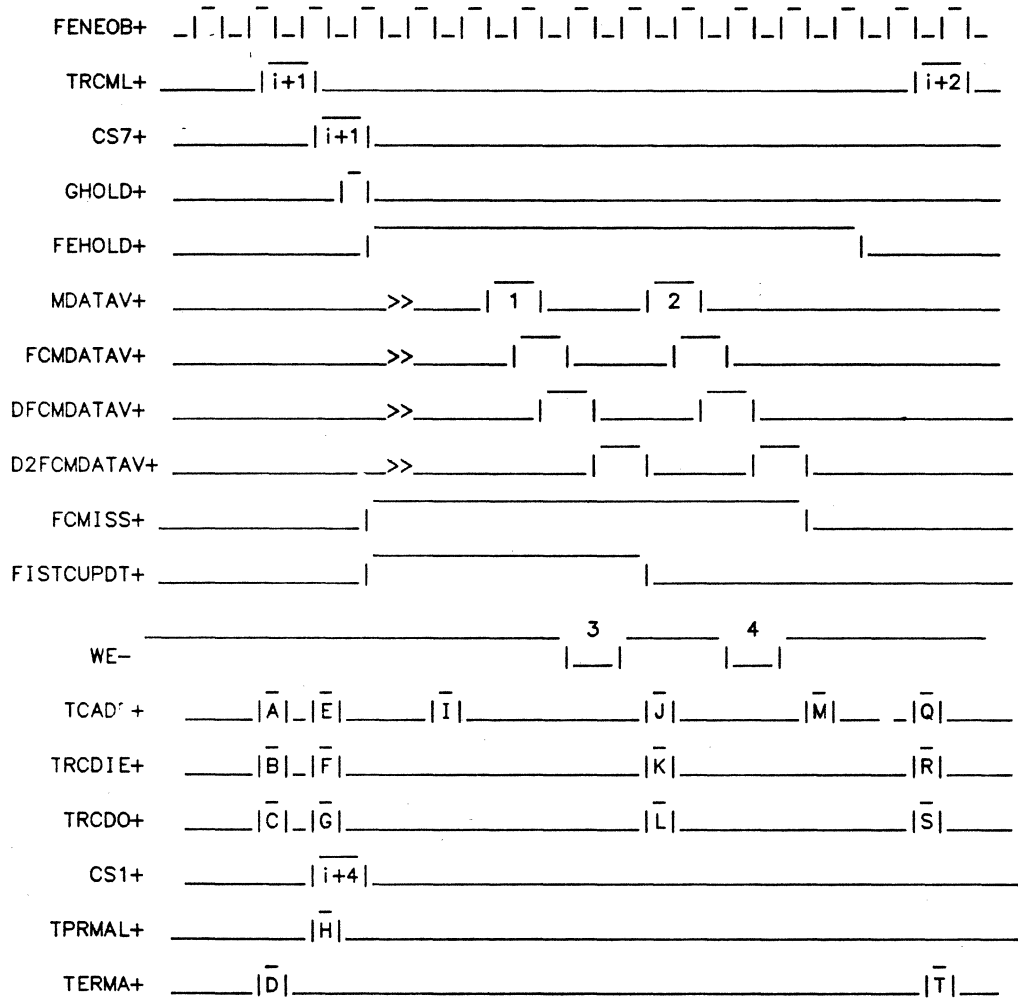 FENEOB+
TRCML+ i+1 i+2
CS7+ i+1
GHOLD+
FEHOLD+
MDATAV+ >> 1 2
FCMDATAV+ >>
DFCMDATAV+ >>
D2FCMDATAV+ >>
FCMISS+
FISTCUPDT+
3 4
WE-
+ A E I J M Q
TRCDIE+ B F K R
TRCDO+ C G L S
CS1+ i+4
TPRMAL+ H
TERMA+ D T